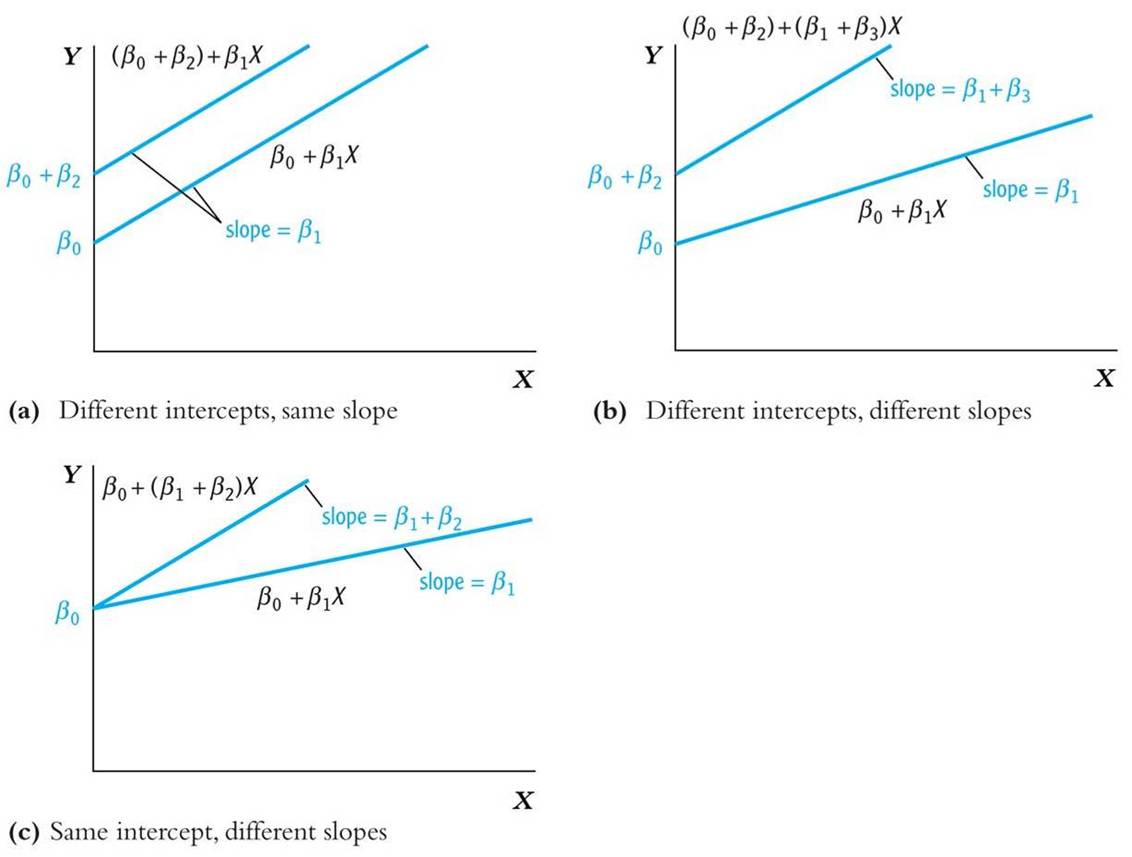 Y
(β₀ +β₂)+β₁X
β₀ +β₁X
β₀ +β₂
slope = β₁
β₀
X
(a) Different intercepts, same slope
(β₀ +β₂)+(β₁ +β₃)X
Y
slope = β₁+β₃
β₀ +β₂
slope = β₁
β₀ +β₁X
β₀
X
(b) Different intercepts, different slopes
Y
β₀+(β₁ +β₂)X
slope = β₁+β₂
slope = β₁
β₀ +β₁X
β₀
X
(c) Same intercept, different slopes